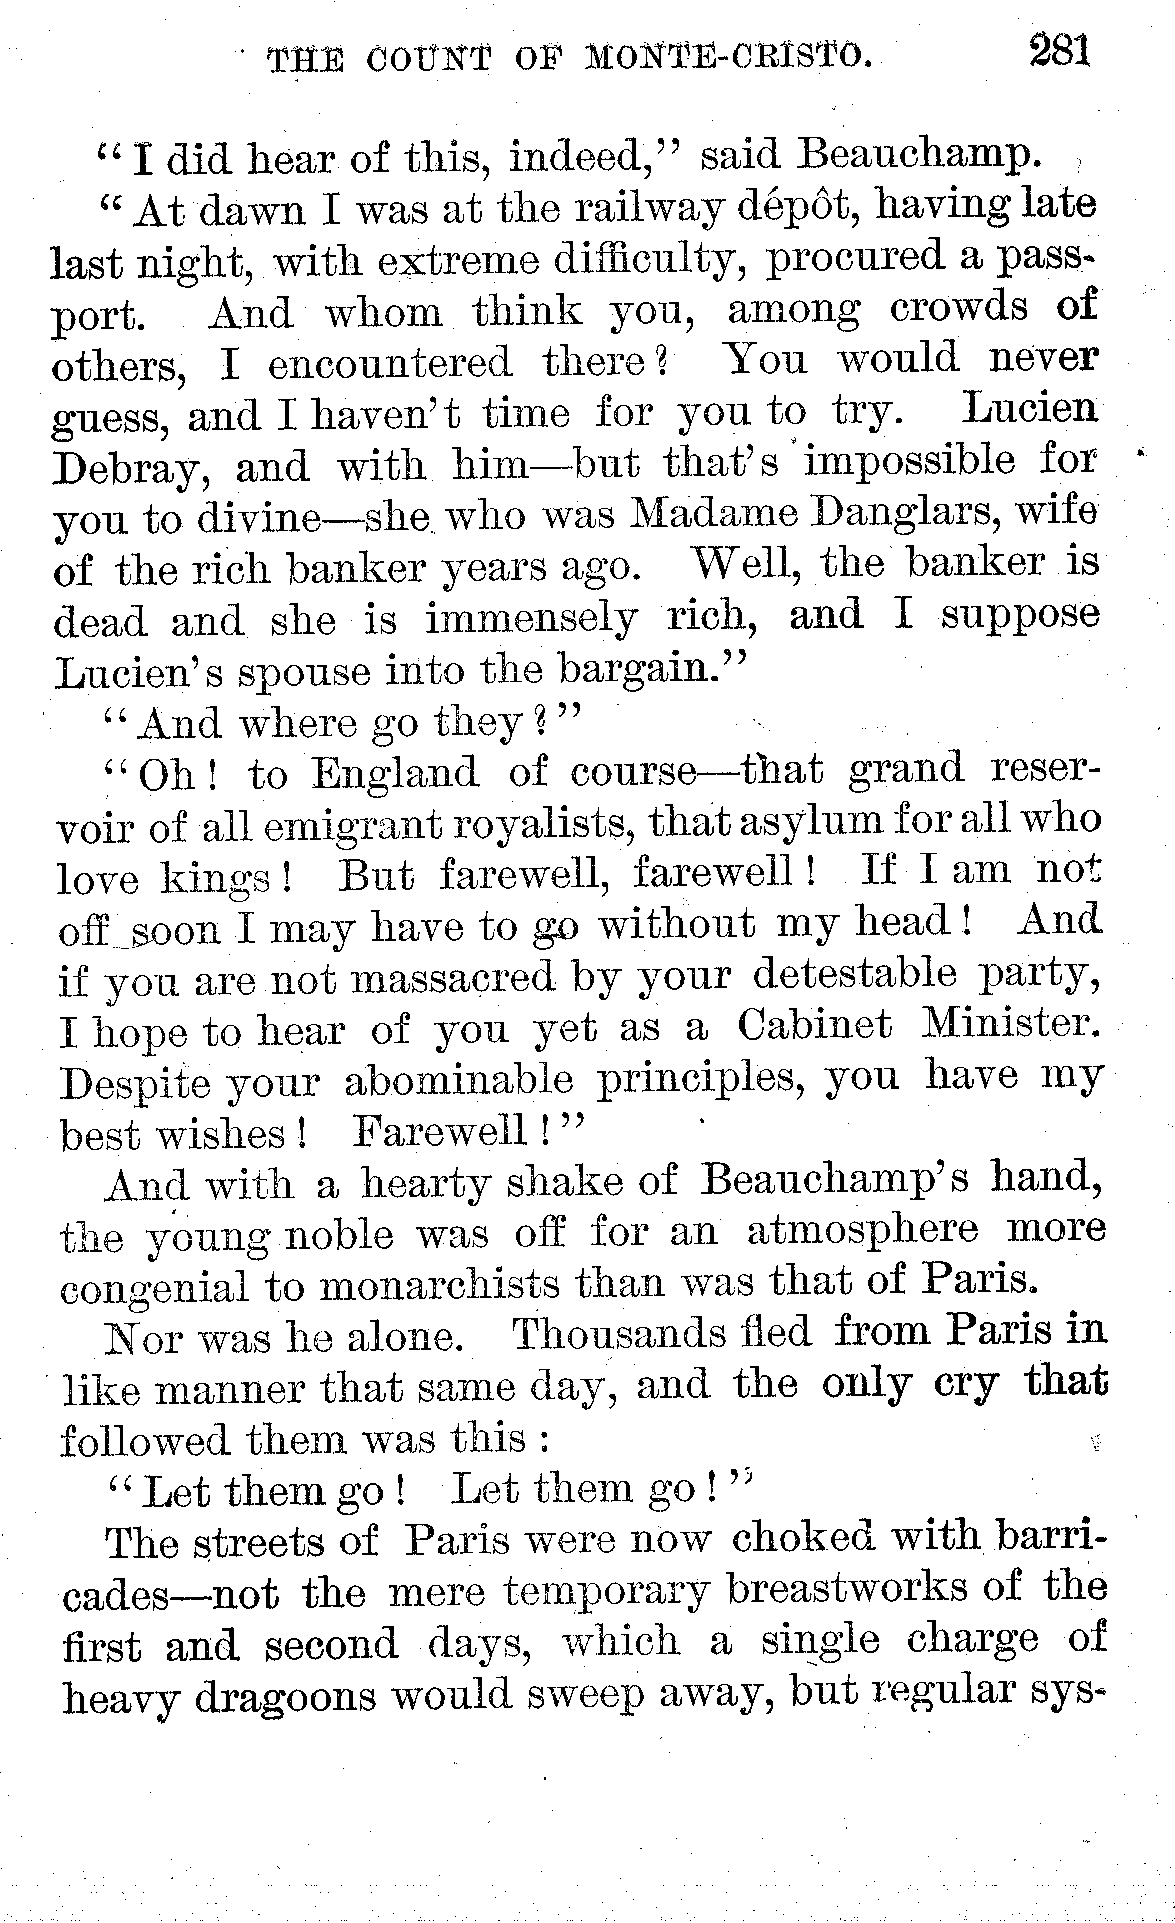 THE COUNT OF MONTE-CRISTO. 281
"I did hear of this, indeed," said Beauchamp.
"At dawn I was at the railway dépôt, having late
last night, with extreme difficulty, procured a pass-
port. And whom think you, among crowds of
others, I encountered there? You would never
guess, and I haven't time for you to try. Lucien
Debray, and with him—but that's impossible for
you to divine—she who was Madame Danglars, wife
of the rich banker years ago. Well, the banker is
dead and she is immensely rich, and I suppose
Lucien's spouse into the bargain."
"And where go they?"
"Oh! to England of course—that grand reser-
voir of all emigrant royalists, that asylum for all who
love kings! But farewell, farewell! If I am not
off soon I may have to go without my head! And
if you are not massacred by your detestable party,
I hope to hear of you yet as a Cabinet Minister.
Despite your abominable principles, you have my
best wishes! Farewell!"
And with a hearty shake of Beauchamp's hand,
the young noble was off for an atmosphere more
congenial to monarchists than was that of Paris.
Nor was he alone. Thousands fled from Paris in
like manner that same day, and the only cry that
followed them was this:
"Let them go! Let them go!"
The streets of Paris were now choked with barri-
cades—not the mere temporary breastworks of the
first and second days, which a single charge of
heavy dragoons would sweep away, but regular sys-